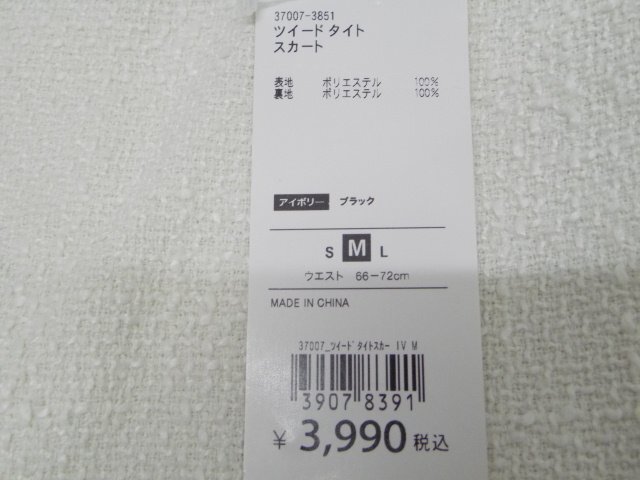 37007-3851
ツイード タイト
スカート
表地 ポリエステル 100%
裏地 ポリエステル 100%
アイボリー ブラック
S M L
ウエスト 66-72cm
MADE IN CHINA
37007_ツイードタイトスカー IV M
3907 8391
¥ 3,990 税込